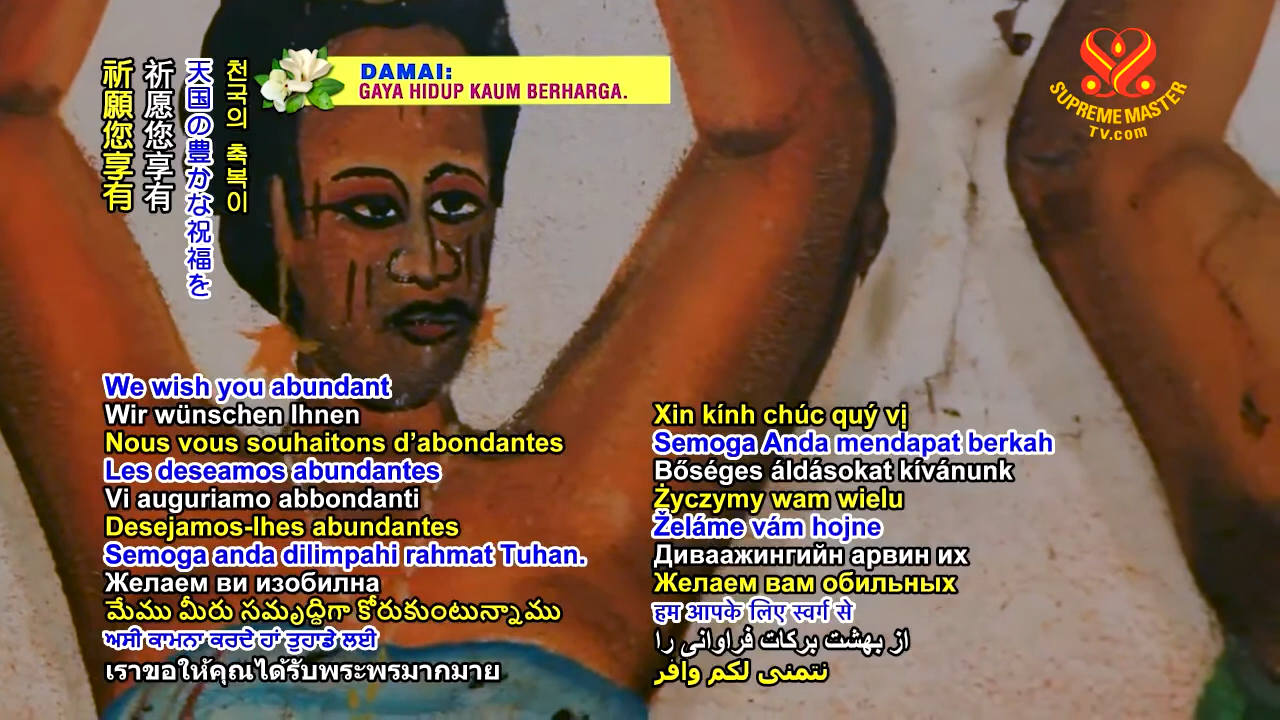 祈願您享有
祈愿您享有
天国の豊かな祝福を
천국의 축복이
DAMAI:
GAYA HIDUP KAUM BERHARGA.
SUPREME MASTER
TV.com
We wish you abundant
Wir wünschen Ihnen
Nous vous souhaitons d'abondantes
Les deseamos abundantes
Vi auguriamo abbondanti
Desejamos-lhes abundantes
Semoga anda dilimpahi rahmat Tuhan.
Желаем ви изобилна
మేము మీరు సమృద్ధిగా కోరుకుంటున్నాము
ਅਸੀ ਕਾਮਨਾ ਕਰਦੇ ਹਾਂ ਤੁਹਾਡੇ ਲਈ
เราขอให้คุณได้รับพระพรมากมาย
Xin kính chúc quý vị
Semoga Anda mendapat berkah
Bőséges áldásokat kívánunk
Życzymy wam wielu
Želáme vám hojne
Диваажингийн арвин их
Желаем вам обильных
हम आपके लिए स्वर्ग से
از بهشت برکات فراوانی را
نتمنى لكم وافر